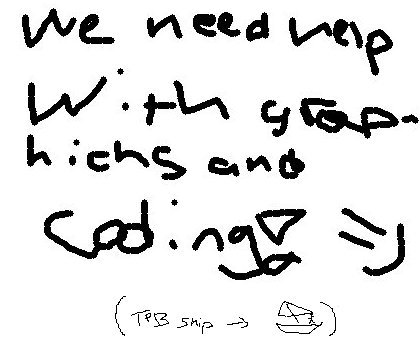 We need help
With grap-
hichs and
Coding! =)
(TPB ship →)